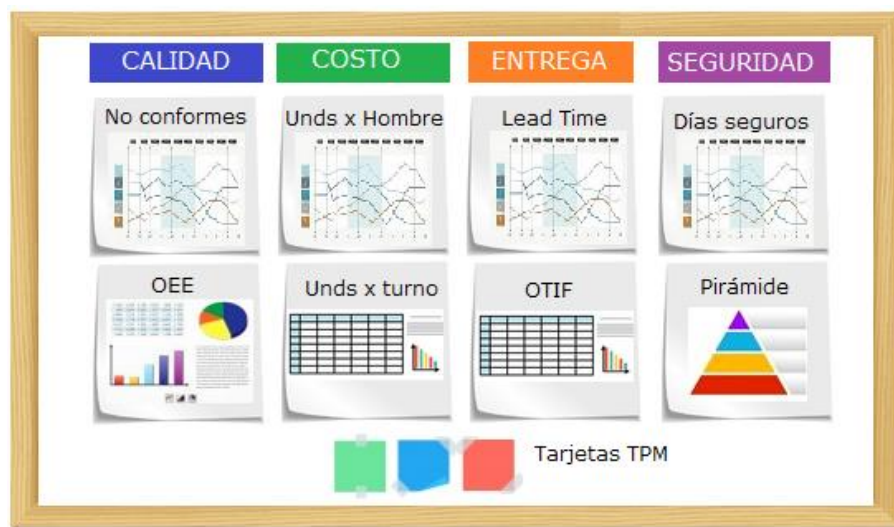 CALIDAD
COSTO
ENTREGA
SEGURIDAD
No conformes
Unds x Hombre
Lead Time
Días seguros
OEE
Unds x turno
OTIF
Pirámide
Tarjetas TPM